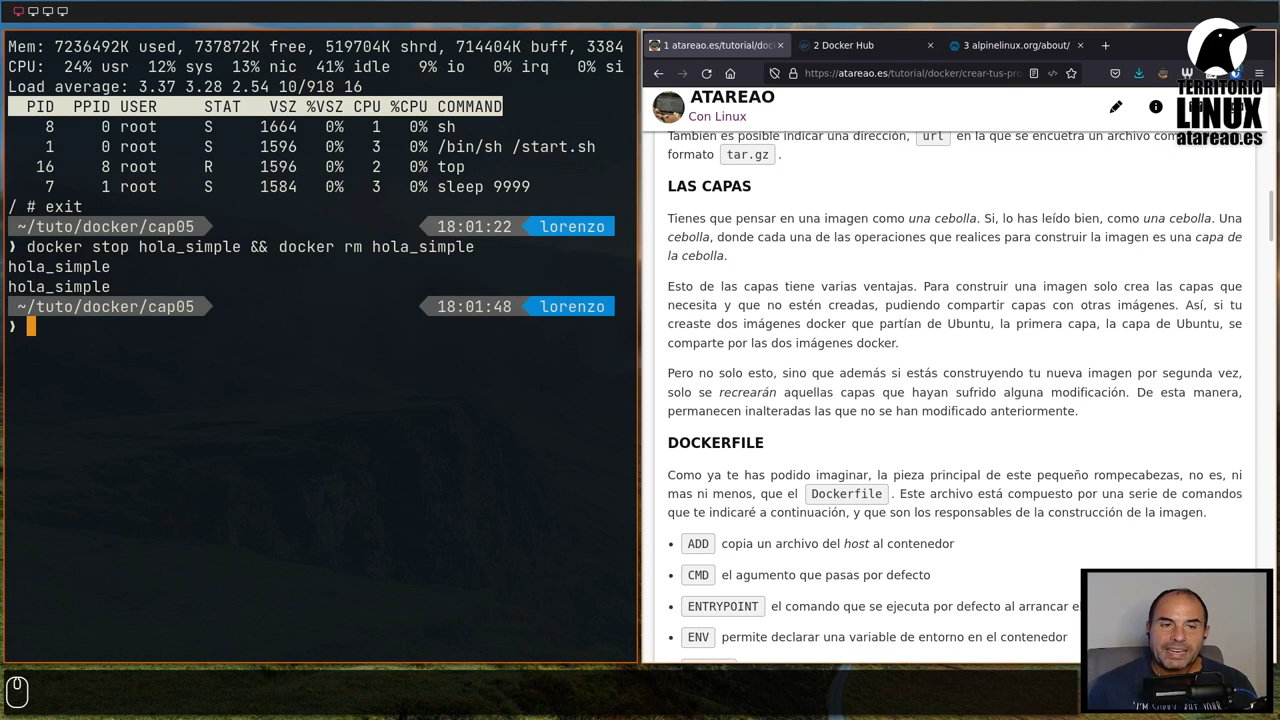 Mem: 7236492K used, 737872K free, 519704K shrd, 714404K buff, 3384
CPU:  24% usr  12% sys  13% nic  41% idle   9% io   0% irq   0% si
Load average: 3.37 3.28 2.54 10/918 16
PID  PPID USER     STAT   VSZ %VSZ CPU %CPU COMMAND
8     0 root     S     1664   0%   1   0% sh
1     0 root     S     1596   0%   3   0% /bin/sh /start.sh
16     8 root     R     1596   0%   2   0% top
7     1 root     S     1584   0%   3   0% sleep 9999
/ # exit
~/tuto/docker/cap05 18:01:22 lorenzo
❯ docker stop hola_simple && docker rm hola_simple
hola_simple
hola_simple
~/tuto/docker/cap05 18:01:48 lorenzo
❯
1 atareao.es/tutorial/doc
2 Docker Hub
3 alpinelinux.org/about/
https://atareao.es/tutorial/docker/crear-tus-pro
ATAREAO
Con Linux
TERRITORIO
LINUX
atareao.es
También es posible indicar una dirección, url en la que se encuetra un archivo com
formato tar.gz .
LAS CAPAS
Tienes que pensar en una imagen como una cebolla. Si, lo has leído bien, como una cebolla. Una
cebolla, donde cada una de las operaciones que realices para construir la imagen es una capa de
la cebolla.
Esto de las capas tiene varias ventajas. Para construir una imagen solo crea las capas que
necesita y que no estén creadas, pudiendo compartir capas con otras imágenes. Así, si tu
creaste dos imágenes docker que partían de Ubuntu, la primera capa, la capa de Ubuntu, se
comparte por las dos imágenes docker.
Pero no solo esto, sino que además si estás construyendo tu nueva imagen por segunda vez,
solo se recrearán aquellas capas que hayan sufrido alguna modificación. De esta manera,
permanecen inalteradas las que no se han modificado anteriormente.
DOCKERFILE
Como ya te has podido imaginar, la pieza principal de este pequeño rompecabezas, no es, ni
mas ni menos, que el Dockerfile . Este archivo está compuesto por una serie de comandos
que te indicaré a continuación, y que son los responsables de la construcción de la imagen.
• ADD copia un archivo del host al contenedor
• CMD el agumento que pasas por defecto
• ENTRYPOINT el comando que se ejecuta por defecto al arrancar e
• ENV permite declarar una variable de entorno en el contenedor